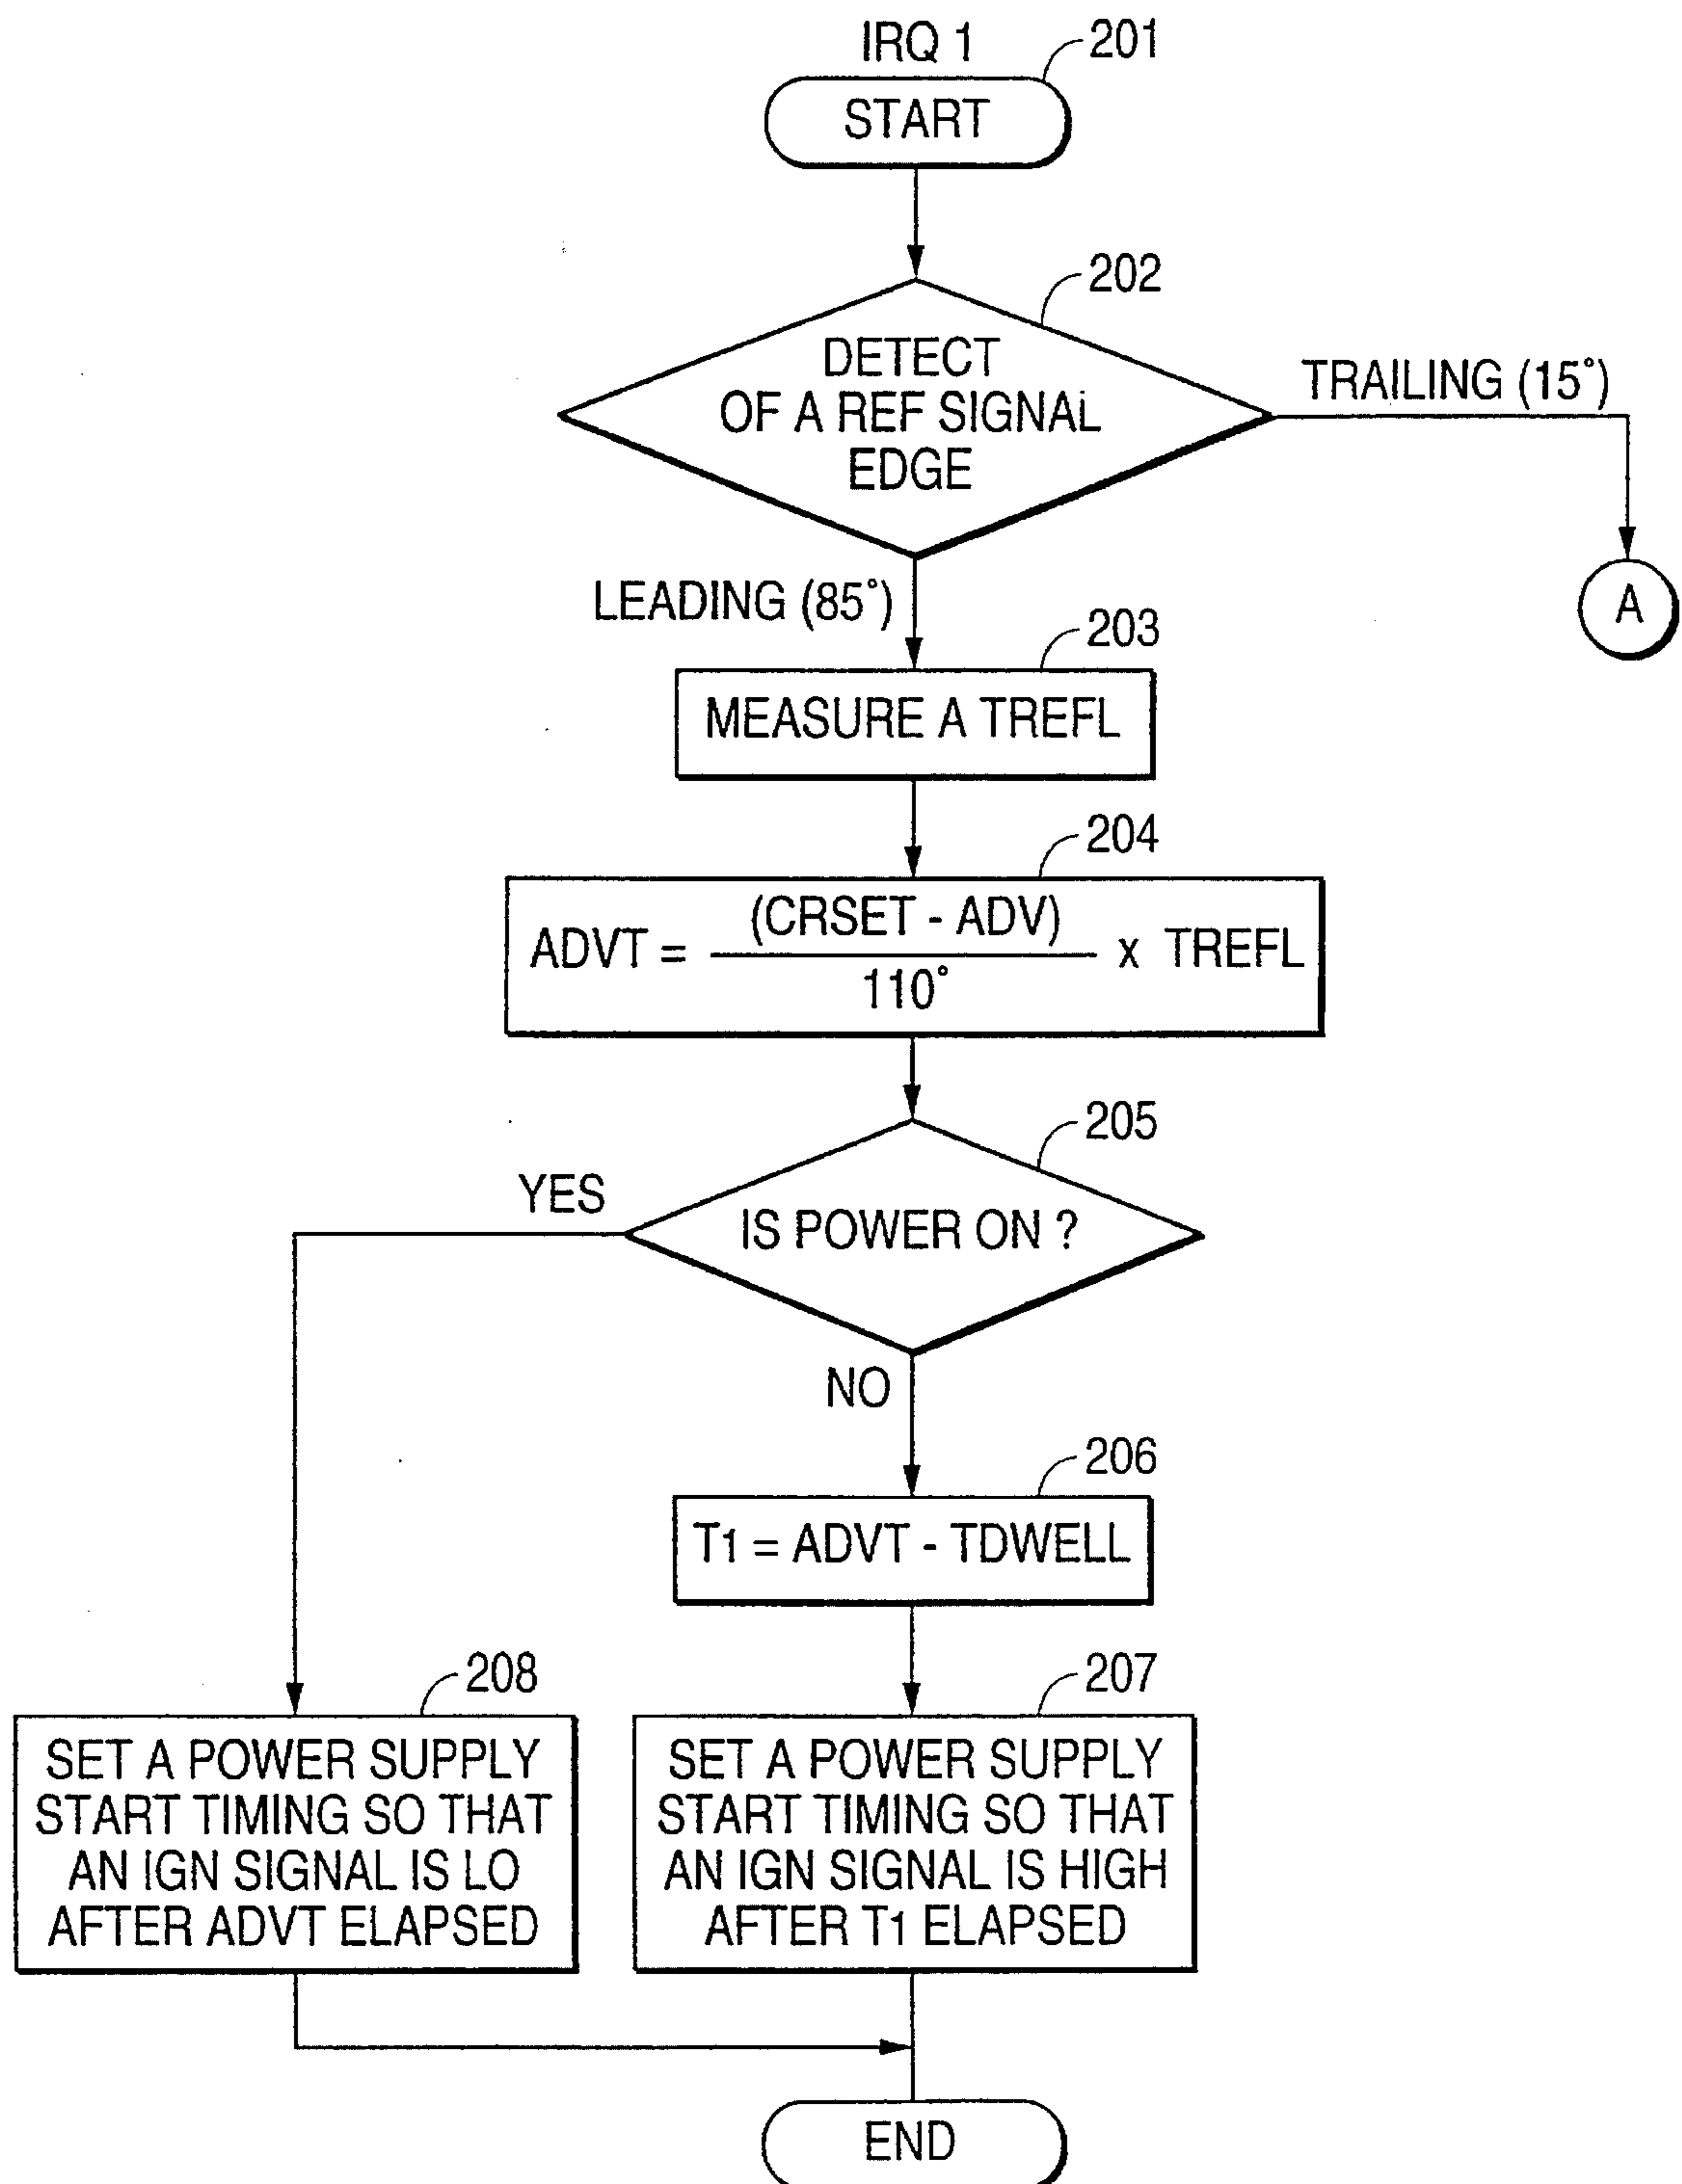 IRQ 1
201
START
202
DETECT
OF A REF SIGNAL
EDGE
TRAILING (15°)
A
LEADING (85°)
203
MEASURE A TREFL
204
ADVT = (CRSET - ADV) / 110° x TREFL
205
YES
IS POWER ON ?
NO
206
T1 = ADVT - TDWELL
208
SET A POWER SUPPLY
START TIMING SO THAT
AN IGN SIGNAL IS LO
AFTER ADVT ELAPSED
207
SET A POWER SUPPLY
START TIMING SO THAT
AN IGN SIGNAL IS HIGH
AFTER T1 ELAPSED
END